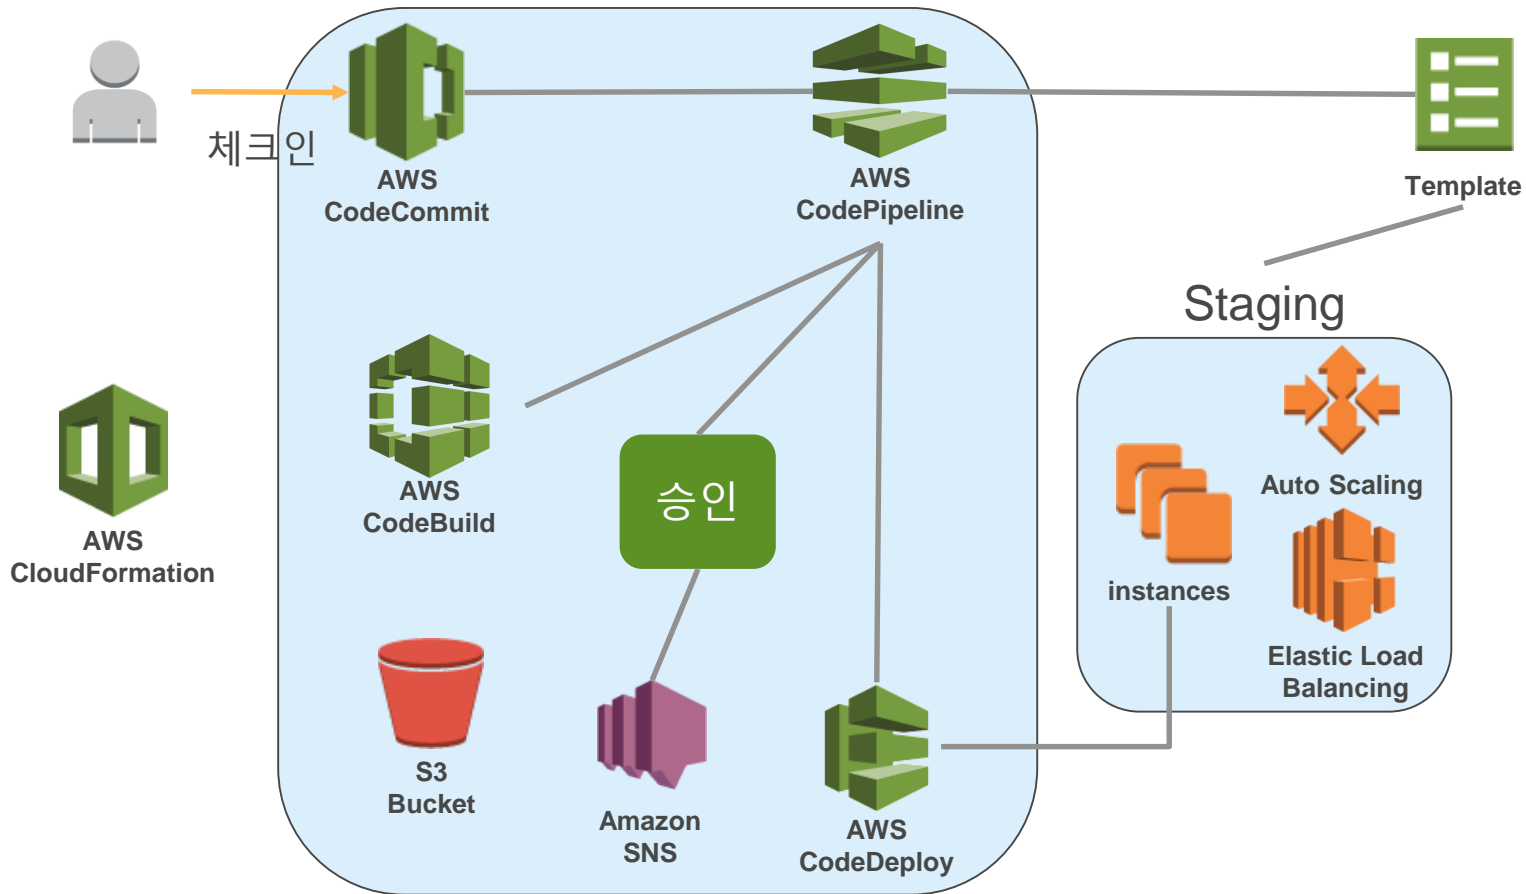 체크인
AWS
CodeCommit
AWS
CodePipeline
Template
Staging
AWS
CodeBuild
승인
AWS
CloudFormation
Auto Scaling
instances
Elastic Load
Balancing
S3
Bucket
Amazon
SNS
AWS
CodeDeploy